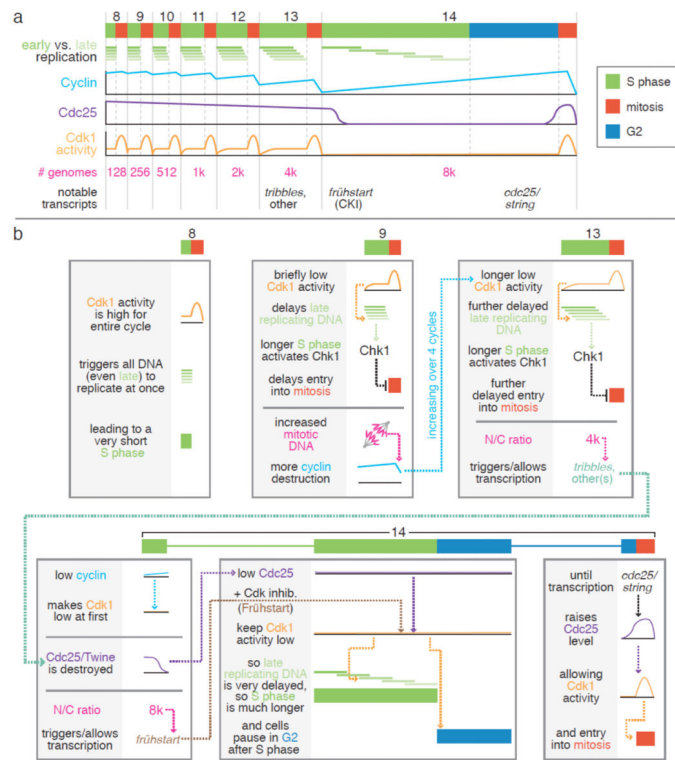 a
8 9 10 11 12 13 14
early vs. late
replication
Cyclin
Cdc25
Cdk1
activity
# genomes 128 256 512 1k 2k 4k 8k
notable
transcripts
tribbles,
other
frühstart
(CKI)
cdc25/
string
S phase
mitosis
G2
b
8
Cdk1 activity
is high for
entire cycle
triggers all DNA
(even late) to
replicate at once
leading to a
very short
S phase
9
briefly low
Cdk1 activity
delays late
replicating DNA
longer S phase
activates Chk1
Chk1
delays entry
into mitosis
increased
mitotic
DNA
more cyclin
destruction
increasing over 4 cycles
13
longer low
Cdk1 activity
further delayed
late replicating
DNA
longer S phase
activates Chk1
Chk1
further
delayed entry
into mitosis
N/C ratio
4k
triggers/allows
transcription
tribbles,
other(s)
14
low cyclin
makes Cdk1
low at first
Cdc25/Twine
is destroyed
N/C ratio
8k
triggers/allows
transcription
frühstart
low Cdc25
+ Cdk inhib.
(Frühstart)
keep Cdk1
activity low
so late
replicating DNA
is very delayed,
so S phase
is much longer
and cells
pause in G2
after S phase
until
transcription
cdc25/
string
raises
Cdc25
level
allowing
Cdk1
activity
and entry
into mitosis